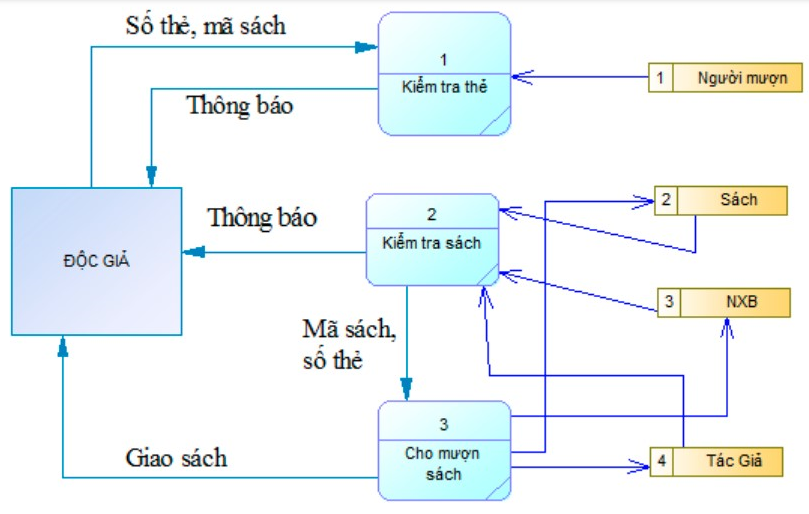 Số thẻ, mã sách
1
Kiểm tra thẻ
1 Người mượn
Thông báo
ĐỘC GIẢ
Thông báo
2
Kiểm tra sách
2 Sách
3 NXB
Mã sách,
số thẻ
3
Cho mượn
sách
4 Tác Giả
Giao sách